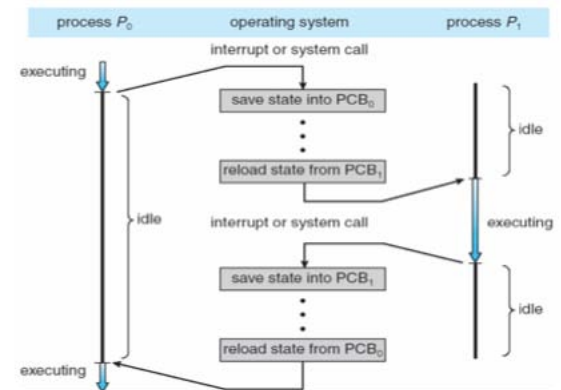 process P₀ operating system process P₁
interrupt or system call
executing
save state into PCB₀
idle
reload state from PCB₁
idle
interrupt or system call
executing
save state into PCB₁
idle
reload state from PCB₀
executing